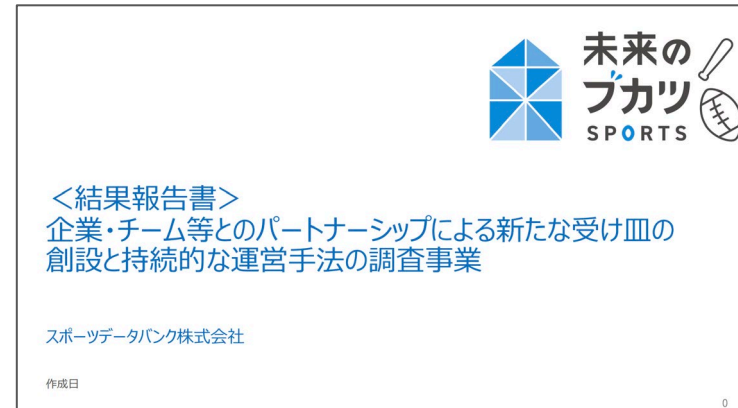 未来の
ブカツ
SPORTS
＜結果報告書＞
企業・チーム等とのパートナーシップによる新たな受け皿の
創設と持続的な運営手法の調査事業
スポーツデータバンク株式会社
作成日
0